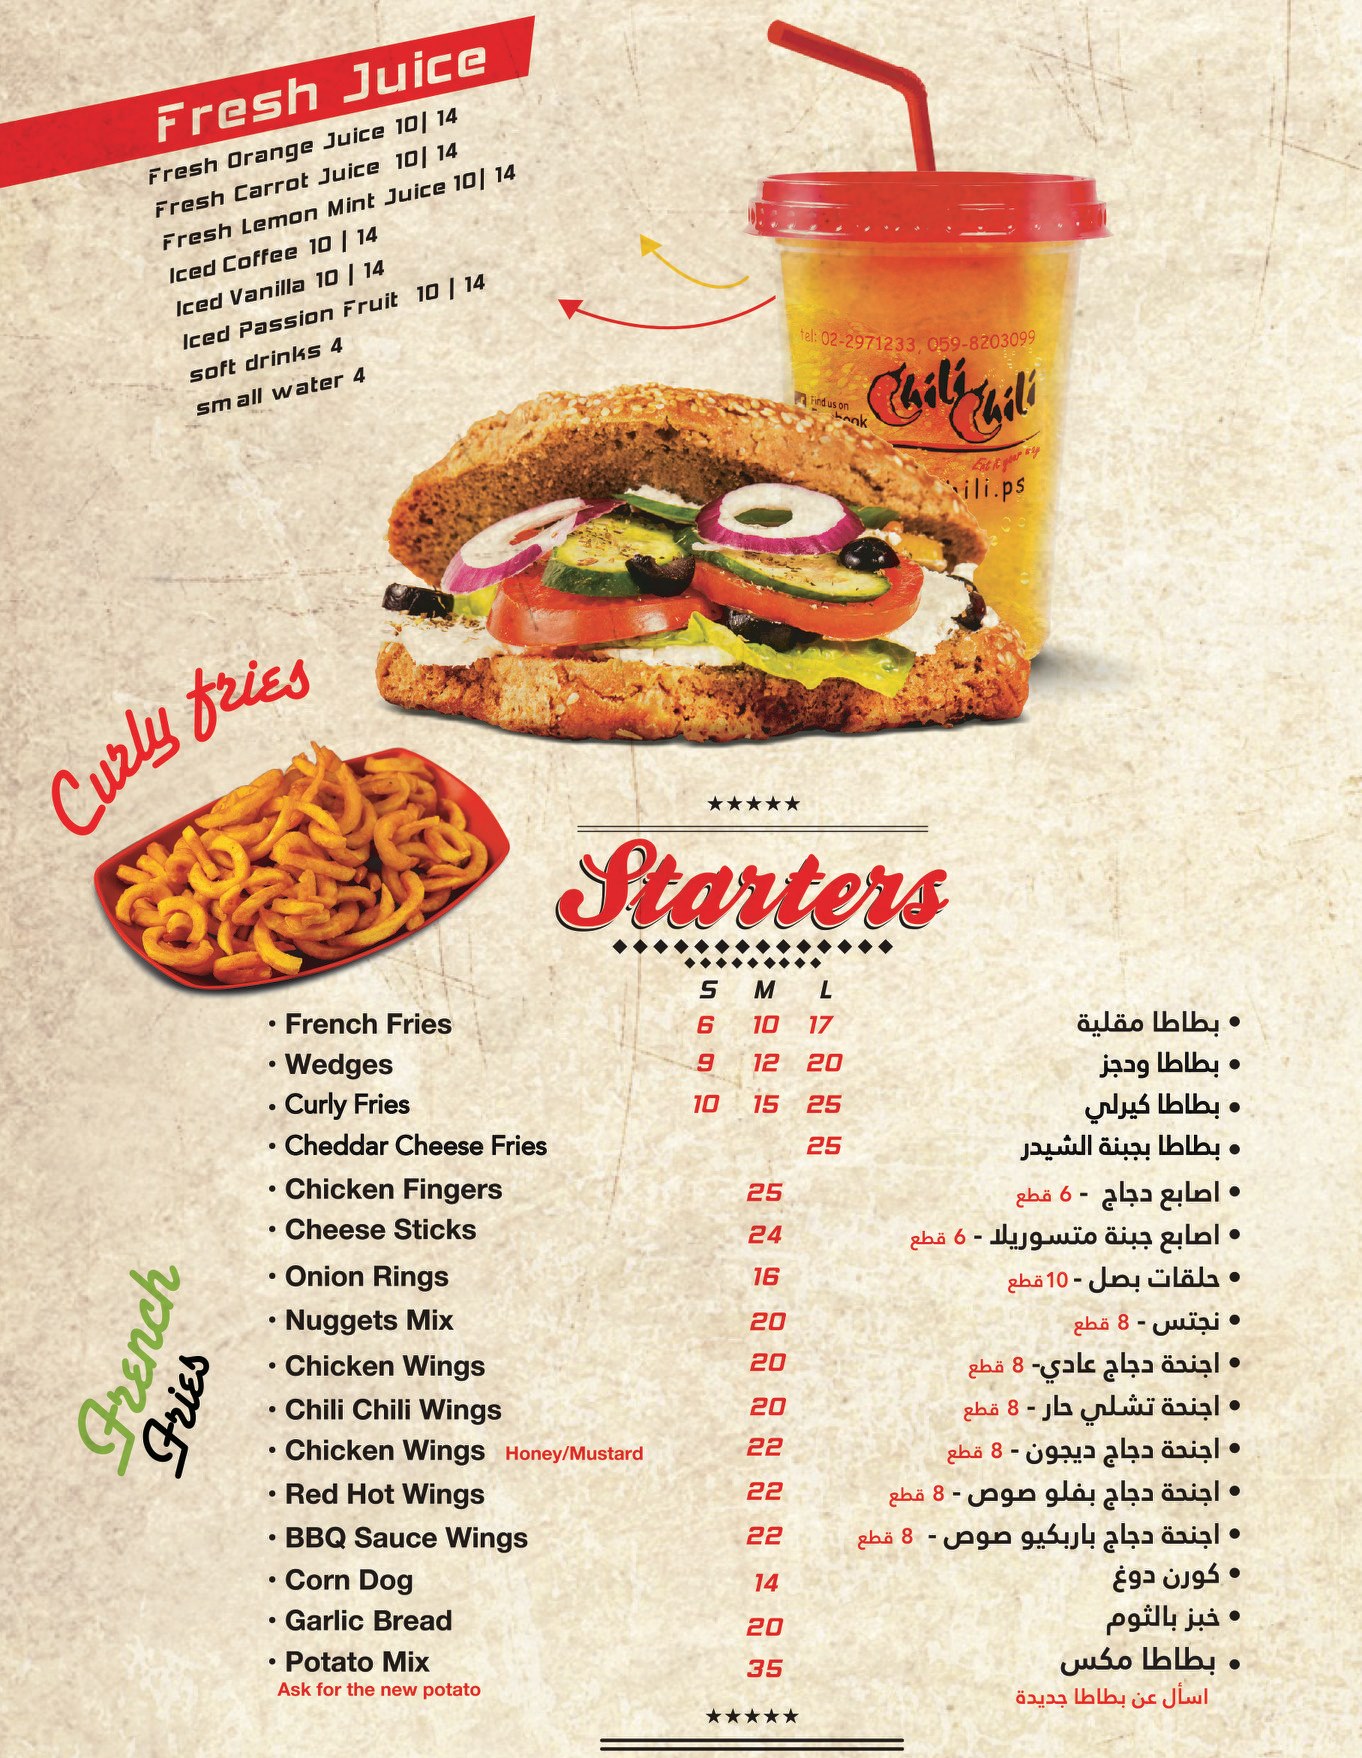 Fresh Juice
Fresh Orange Juice 10| 14
Fresh Carrot Juice 10| 14
Fresh Lemon Mint Juice 10| 14
Iced Coffee 10 | 14
Iced Vanilla 10 | 14
Iced Passion Fruit 10 | 14
soft drinks 4
small water 4
tel: 02-2971233, 059-8203099
Chili Chili
Find us on
ili.ps
Curly fries
Starters
S M L
• French Fries 6 10 17 بطاطا مقلية •
• Wedges 9 12 20 بطاطا ودجز •
• Curly Fries 10 15 25 بطاطا كيرلي •
• Cheddar Cheese Fries 25 بطاطا بجبنة الشيدر •
• Chicken Fingers 25 اصابع دجاج - 6 قطع •
• Cheese Sticks 24 اصابع جبنة متسوريلا - 6 قطع •
• Onion Rings 16 حلقات بصل - 10قطع •
• Nuggets Mix 20 نجتس - 8 قطع •
• Chicken Wings 20 اجنحة دجاج عادي- 8 قطع •
• Chili Chili Wings 20 اجنحة تشلي حار - 8 قطع •
• Chicken Wings Honey/Mustard 22 اجنحة دجاج ديجون - 8 قطع •
• Red Hot Wings 22 اجنحة دجاج بفلو صوص - 8 قطع •
• BBQ Sauce Wings 22 اجنحة دجاج باربكيو صوص - 8 قطع •
• Corn Dog 14 كورن دوغ •
• Garlic Bread 20 خبز بالثوم •
• Potato Mix 35 بطاطا مكس •
Ask for the new potato اسأل عن بطاطا جديدة
French
Fries